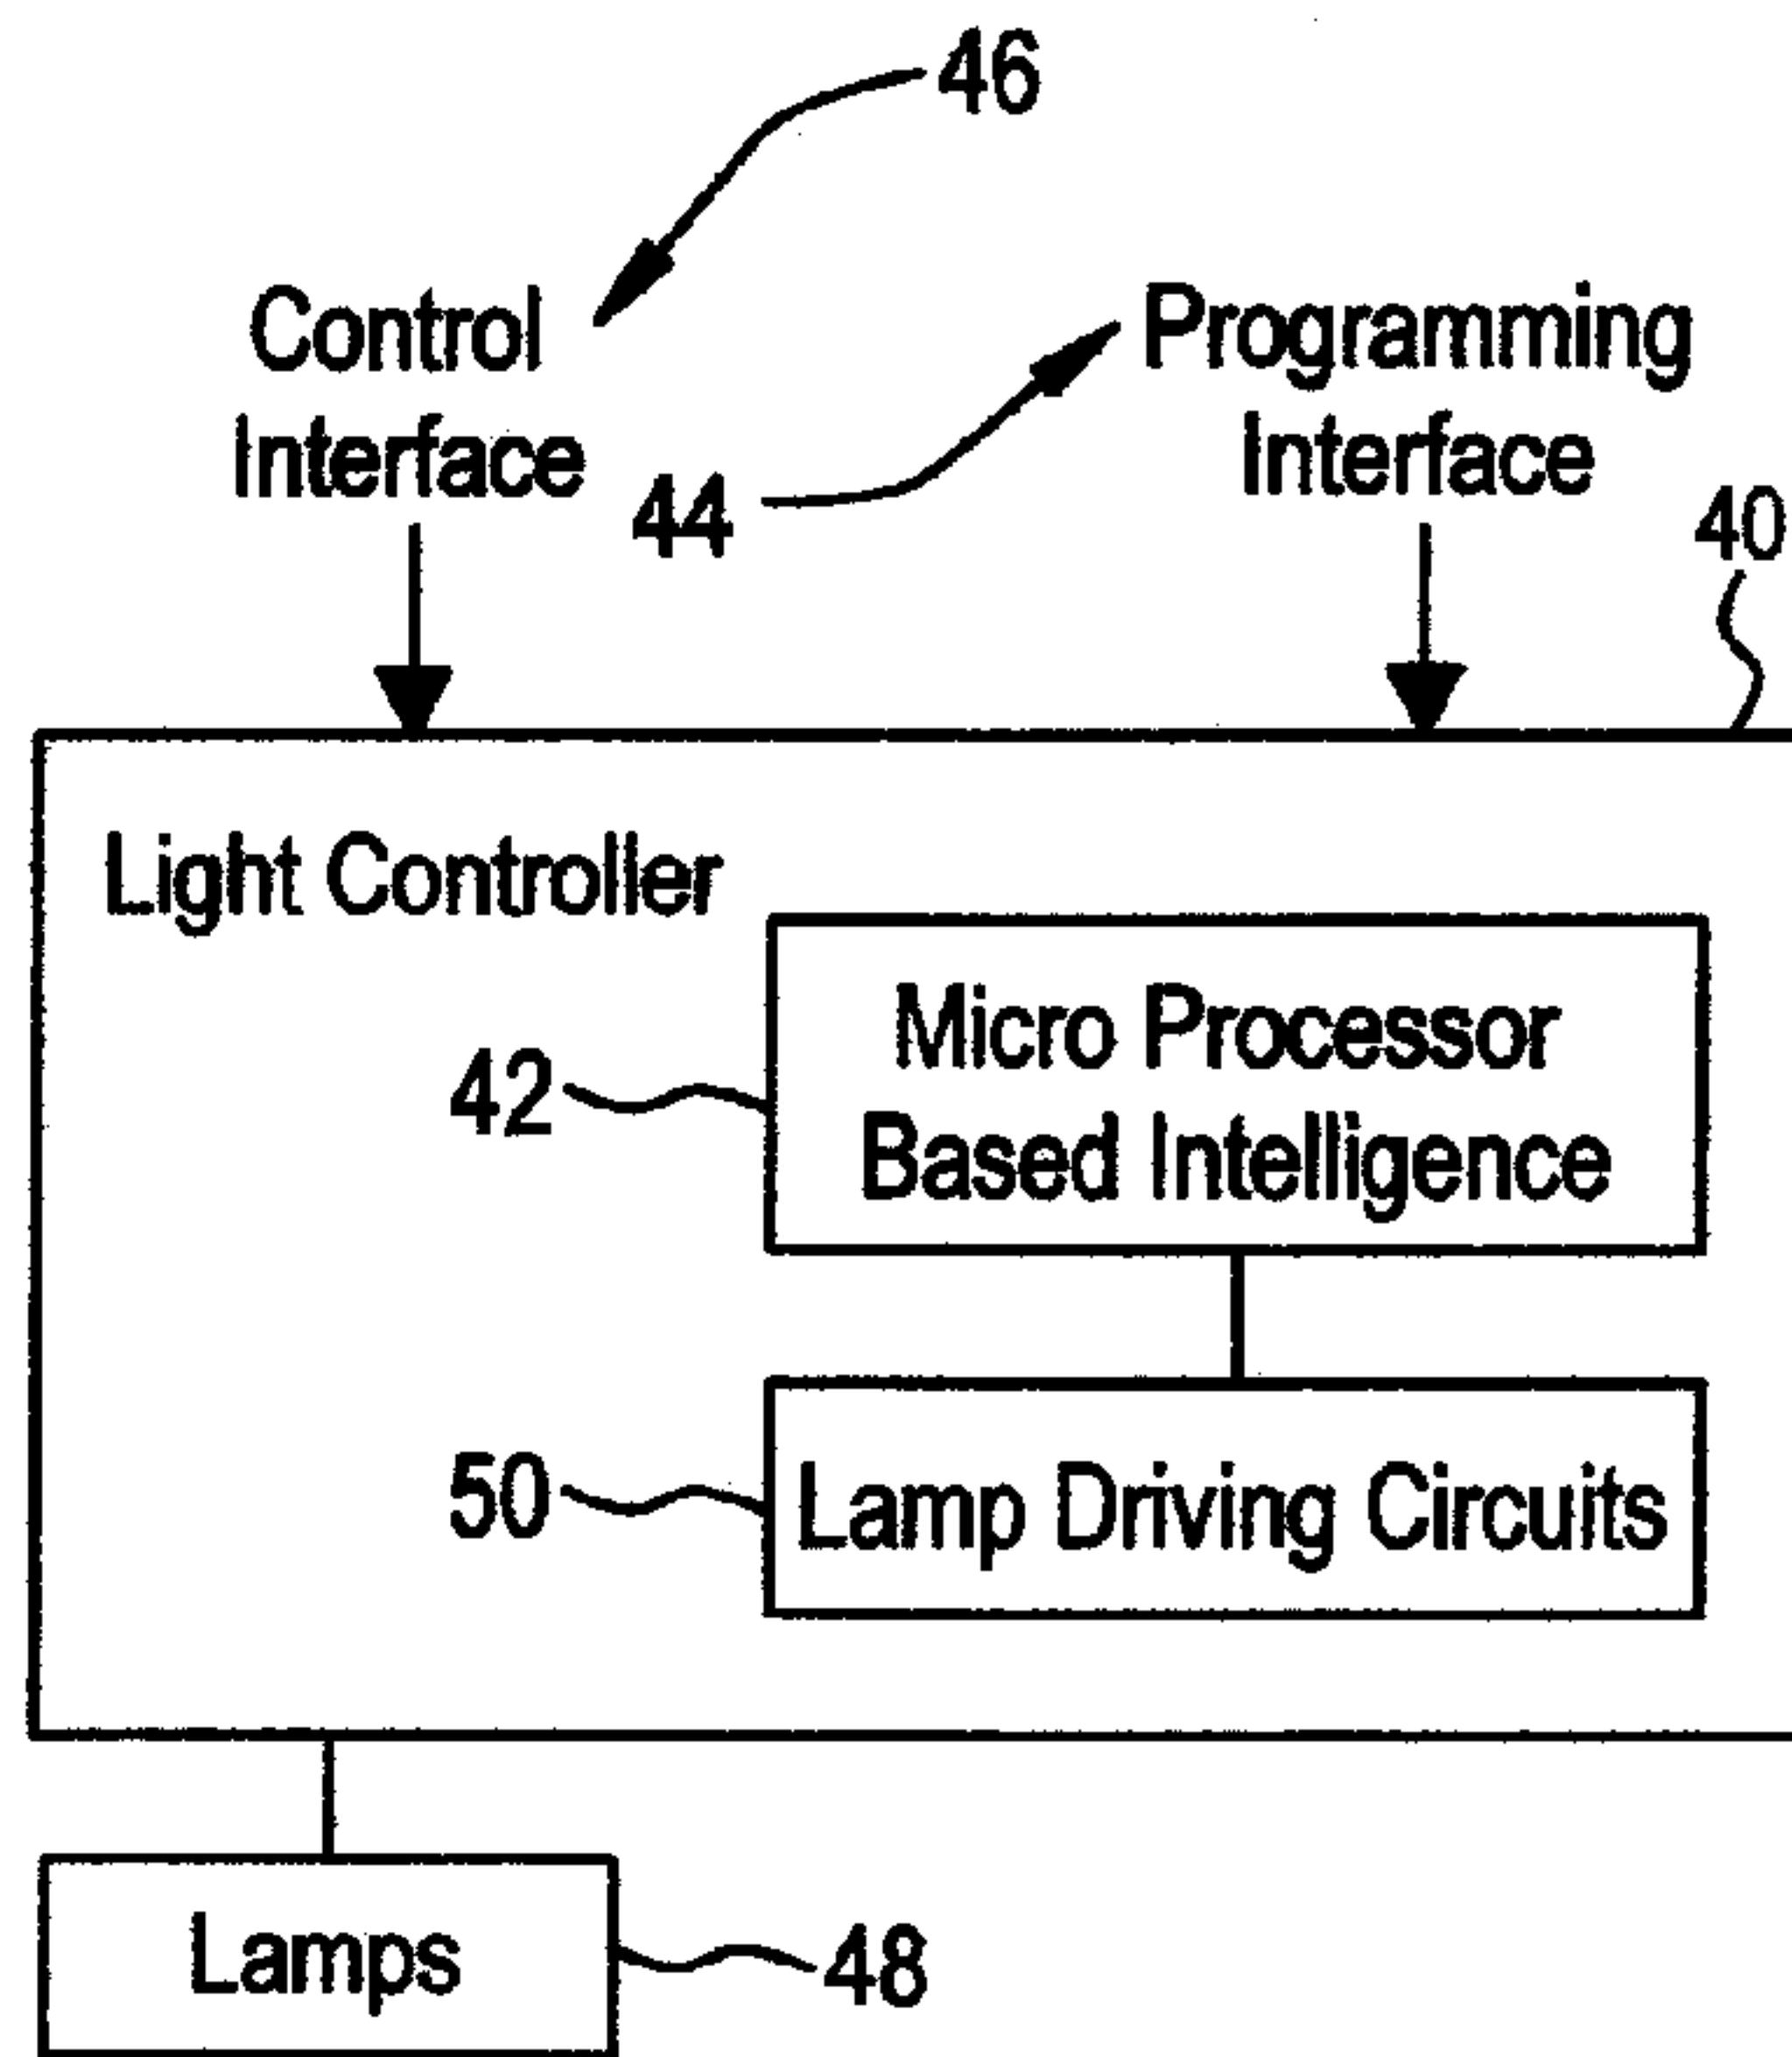 46
Control
Interface
44
Programming
Interface
40
Light Controller
42
Micro Processor
Based Intelligence
50
Lamp Driving Circuits
Lamps
48